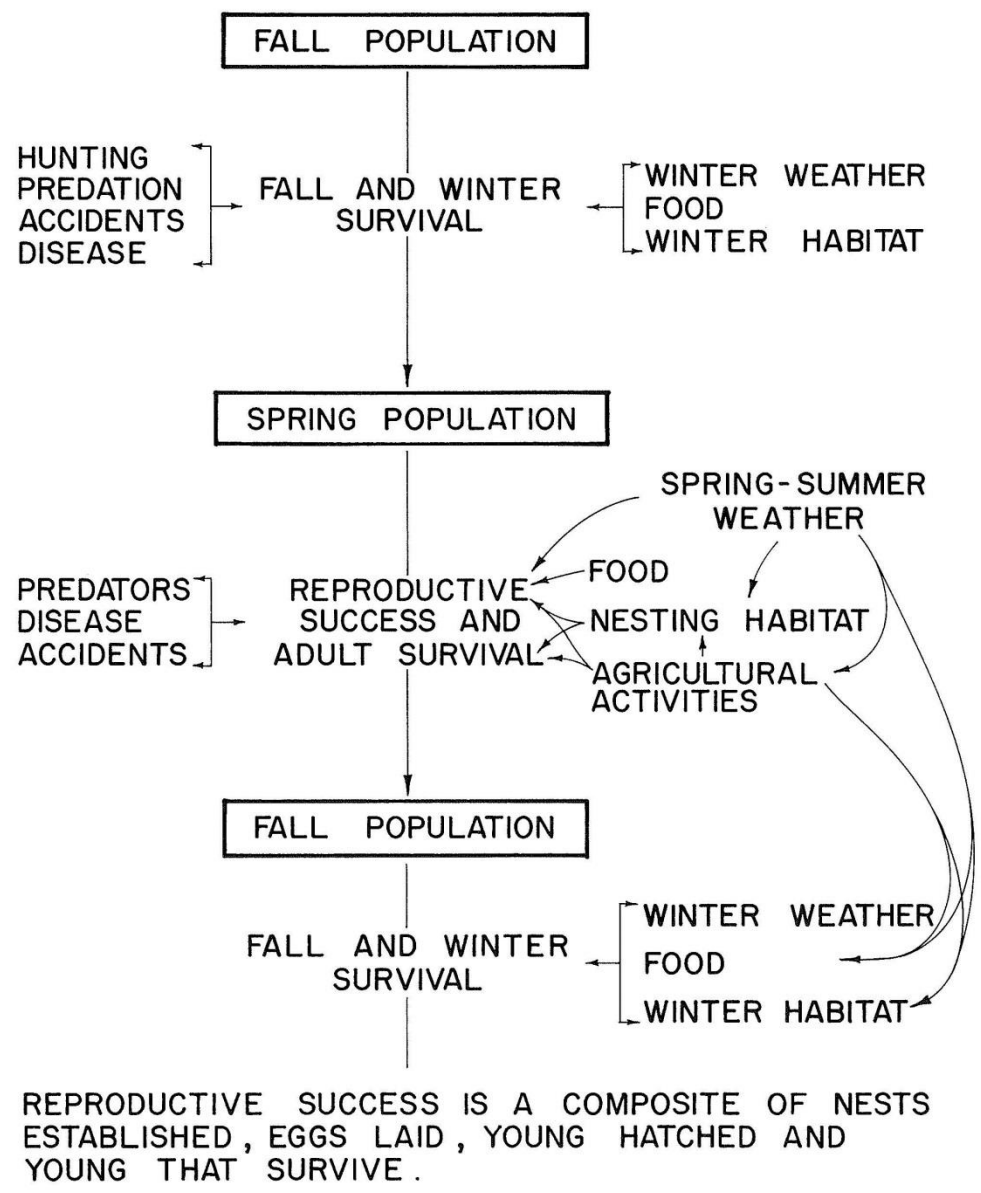 FALL POPULATION
HUNTING
PREDATION
ACCIDENTS
DISEASE
FALL AND WINTER
SURVIVAL
WINTER WEATHER
FOOD
WINTER HABITAT
SPRING POPULATION
SPRING-SUMMER
WEATHER
PREDATORS
DISEASE
ACCIDENTS
REPRODUCTIVE
SUCCESS AND
ADULT SURVIVAL
FOOD
NESTING HABITAT
AGRICULTURAL
ACTIVITIES
FALL POPULATION
FALL AND WINTER
SURVIVAL
WINTER WEATHER
FOOD
WINTER HABITAT
REPRODUCTIVE SUCCESS IS A COMPOSITE OF NESTS
ESTABLISHED, EGGS LAID, YOUNG HATCHED AND
YOUNG THAT SURVIVE.